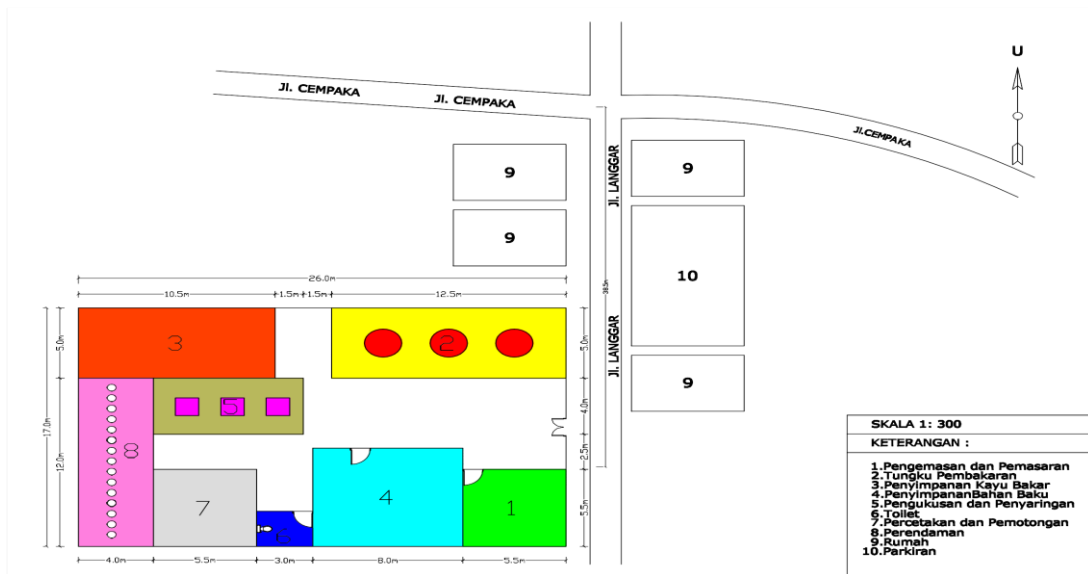 U
Jl. CEMPAKA
Jl. CEMPAKA
Jl.CEMPAKA
Jl. LANGGAR
9
9
9
10
26.0m
38.5m
10.5m
1.5m
1.5m
12.5m
3
2
5.0m
5.0m
Jl. LANGGAR
9
17.0m
5
4.0m
12.0m
8
2.5m
7
4
1
5.5m
6
4.0m
5.5m
3.0m
8.0m
5.5m
SKALA 1: 300
KETERANGAN :
1.Pengemasan dan Pemasaran
2.Tungku Pembakaran
3.Penyimpanan Kayu Bakar
4.PenyimpananBahan Baku
5.Pengukusan dan Penyaringan
6.Toilet
7.Percetakan dan Pemotongan
8.Perendaman
9.Rumah
10.Parkiran